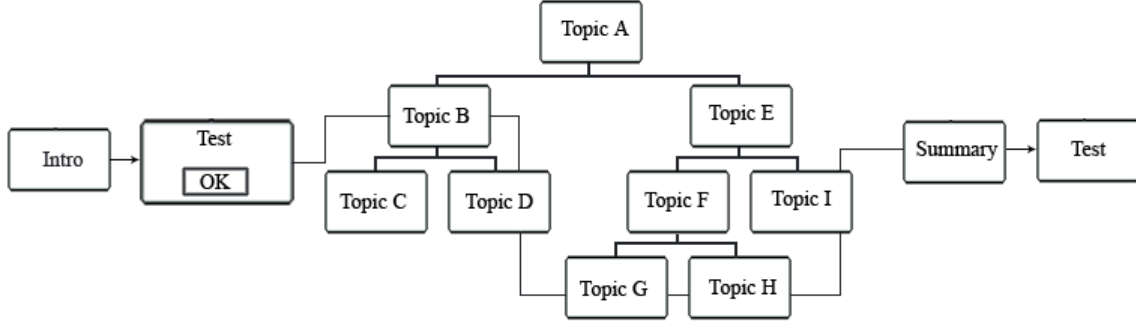 Topic A
Topic B
Topic E
Intro
Test
OK
Summary
Test
Topic C
Topic D
Topic F
Topic I
Topic G
Topic H